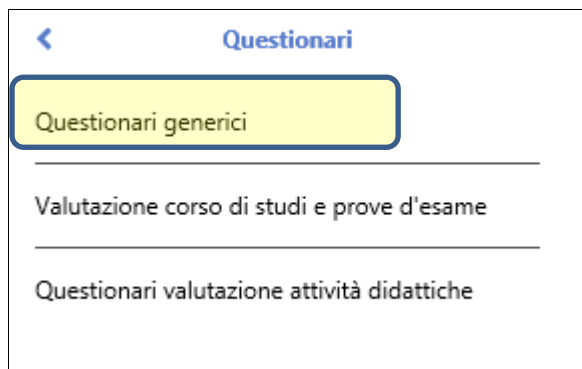 Questionari
Questionari generici
Valutazione corso di studi e prove d'esame
Questionari valutazione attività didattiche